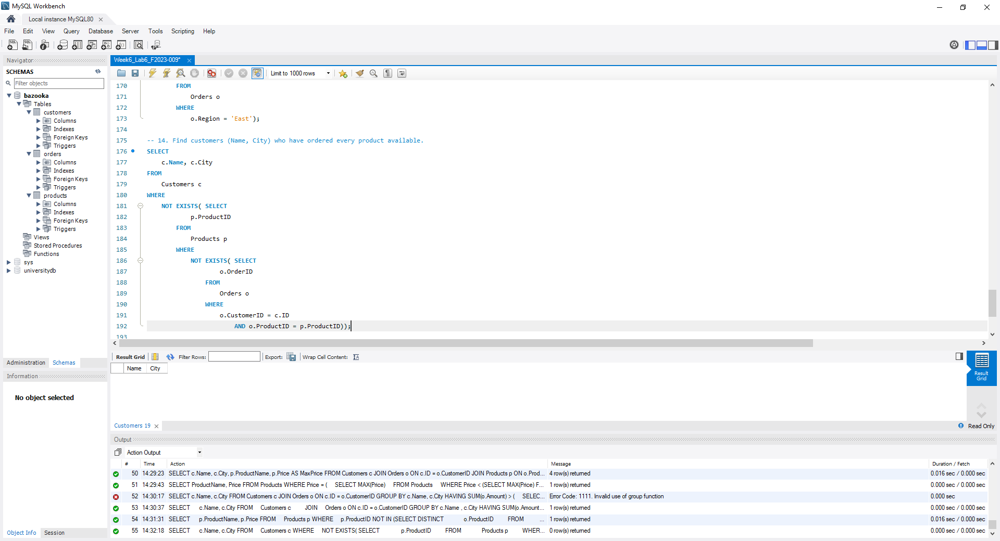 MySQL Workbench
Local instance MySQL80
File Edit View Query Database Server Tools Scripting Help
Navigator
SCHEMAS
Filter objects
bazooka
Tables
customers
Columns
Indexes
Foreign Keys
Triggers
orders
Columns
Indexes
Foreign Keys
Triggers
products
Columns
Indexes
Foreign Keys
Triggers
Views
Stored Procedures
Functions
sys
universitydb
Administration Schemas
Information
No object selected
Object Info Session
Week6_Lab6_F2023-009*
Limit to 1000 rows
170 FROM
171 Orders o
172 WHERE
173 o.Region = 'East');
174
175 -- 14. Find customers (Name, City) who have ordered every product available.
176 SELECT
177 c.Name, c.City
178 FROM
179 Customers c
180 WHERE
181 NOT EXISTS( SELECT
182 p.ProductID
183 FROM
184 Products p
185 WHERE
186 NOT EXISTS( SELECT
187 o.OrderID
188 FROM
189 Orders o
190 WHERE
191 o.CustomerID = c.ID
192 AND o.ProductID = p.ProductID));
193
Result Grid Filter Rows: Export: Wrap Cell Content:
Name City
Result Grid
Customers 19
Read Only
Output
Action Output
# Time Action Message Duration / Fetch
50 14:29:23 SELECT c.Name, c.City, p.ProductName, p.Price AS MaxPrice FROM Customers c JOIN Orders o ON c.ID = o.CustomerID JOIN Products p ON o.Prod... 4 row(s) returned 0.016 sec / 0.000 sec
51 14:29:43 SELECT ProductName, Price FROM Products WHERE Price = ( SELECT MAX(Price) FROM Products WHERE Price < (SELECT MAX(Price) F... 1 row(s) returned 0.000 sec / 0.000 sec
52 14:30:17 SELECT c.Name, c.City FROM Customers c JOIN Orders o ON c.ID = o.CustomerID GROUP BY c.Name, c.City HAVING SUM(o.Amount) > ( SELEC... Error Code: 1111. Invalid use of group function 0.000 sec
53 14:30:37 SELECT c.Name, c.City FROM Customers c JOIN Orders o ON c.ID = o.CustomerID GROUP BY c.Name , c.City HAVING SUM(o.Amount... 1 row(s) returned 0.000 sec / 0.000 sec
54 14:31:31 SELECT p.ProductName, p.Price FROM Products p WHERE p.ProductID NOT IN (SELECT DISTINCT o.ProductID FROM ... 1 row(s) returned 0.016 sec / 0.000 sec
55 14:32:18 SELECT c.Name, c.City FROM Customers c WHERE NOT EXISTS( SELECT p.ProductID FROM Products p WHER... 0 row(s) returned 0.000 sec / 0.000 sec